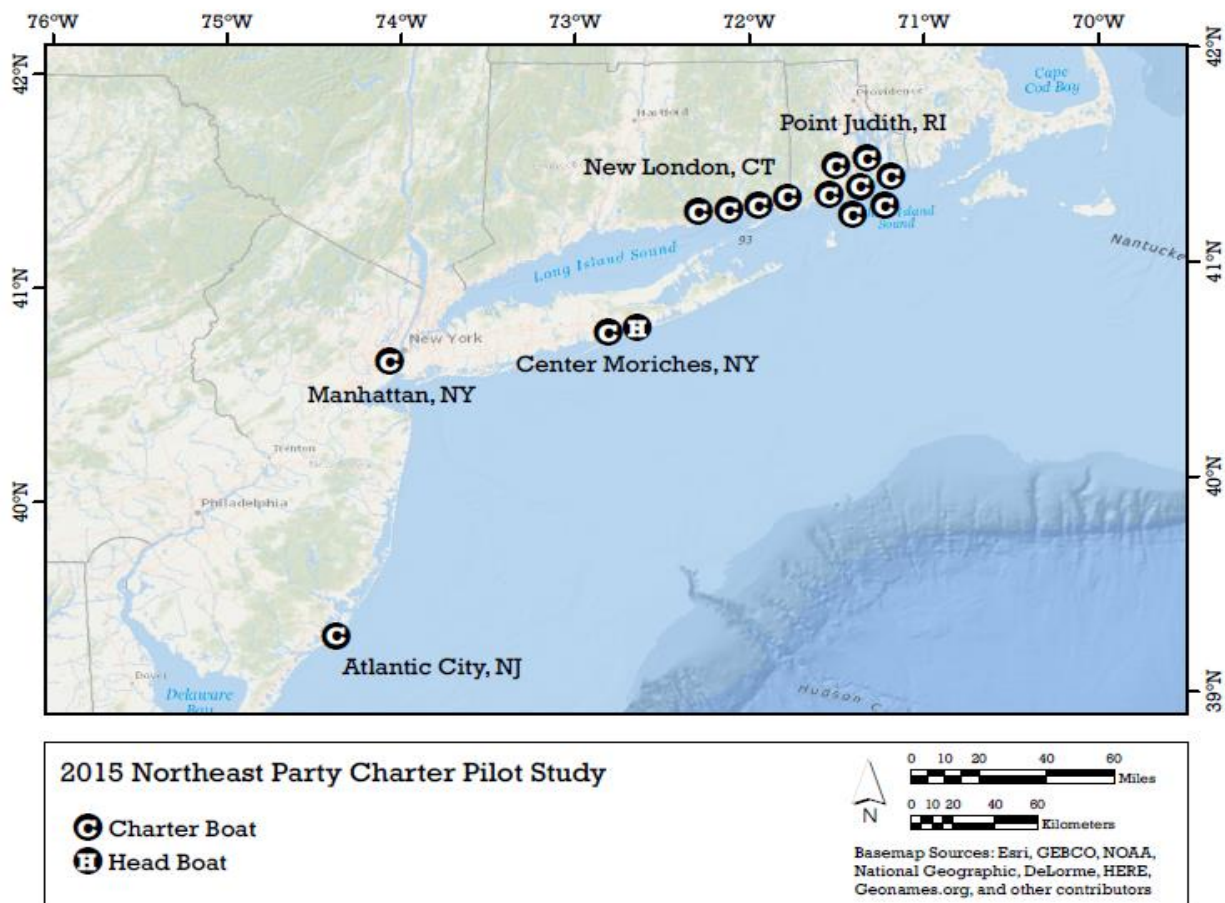 76°W 75°W 74°W 73°W 72°W 71°W 70°W
42°N
42°N
Cape
Cod Bay
Providence
Hartford
Point Judith, RI
New London, CT
C C C C C C C C C C C
Island
Sound
93
Nantucke
Long Island Sound
41°N
41°N
C H
New York
Center Moriches, NY
C
Manhattan, NY
Trenton
40°N
40°N
Philadelphia
C
Atlantic City, NJ
Dover
Delaware
Bay
Hudson C
39°N
2015 Northeast Party Charter Pilot Study
C Charter Boat
H Head Boat
N
0 10 20 40 60
Miles
0 10 20 40 60
Kilometers
Basemap Sources: Esri, GEBCO, NOAA,
National Geographic, DeLorme, HERE,
Geonames.org, and other contributors